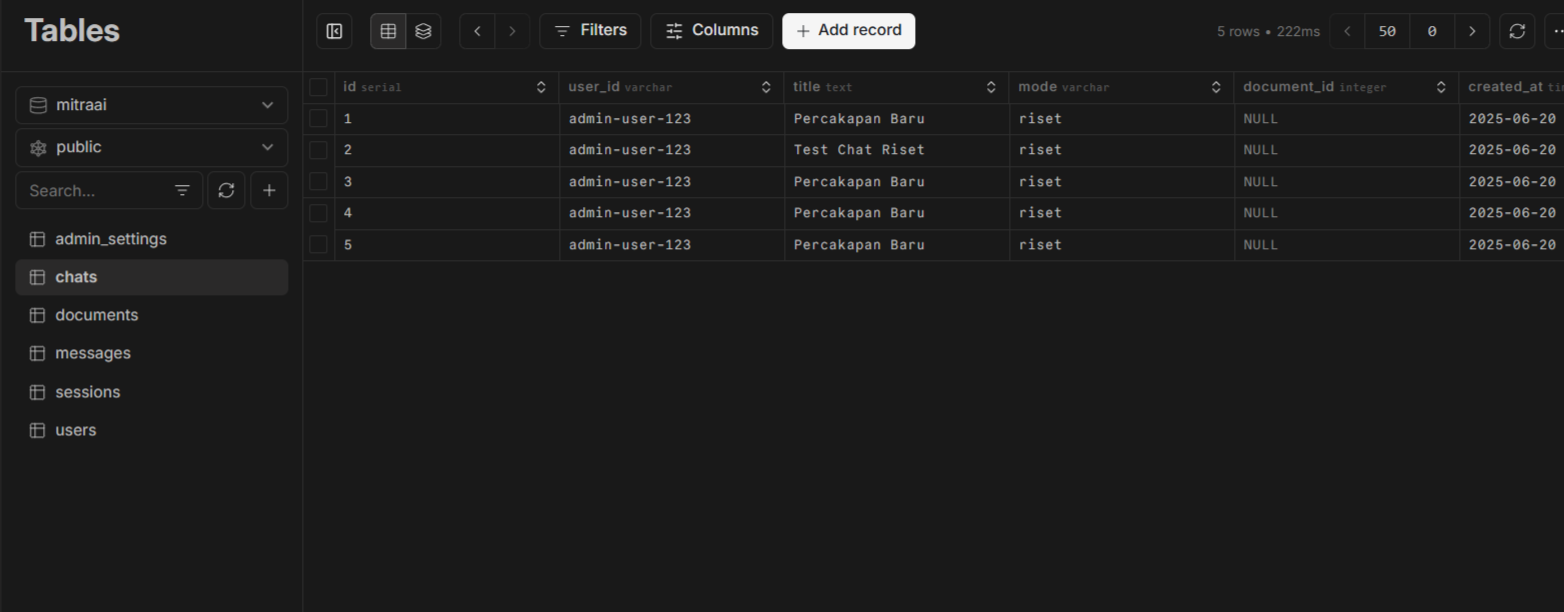 Tables
mitraai
public
Search...
admin_settings
chats
documents
messages
sessions
users
Filters Columns + Add record 5 rows • 222ms 50 0
id serial user_id varchar title text mode varchar document_id integer created_at
1 admin-user-123 Percakapan Baru riset NULL 2025-06-20
2 admin-user-123 Test Chat Riset riset NULL 2025-06-20
3 admin-user-123 Percakapan Baru riset NULL 2025-06-20
4 admin-user-123 Percakapan Baru riset NULL 2025-06-20
5 admin-user-123 Percakapan Baru riset NULL 2025-06-20